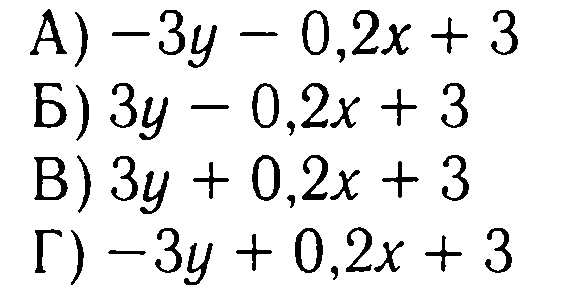 А) −3y − 0,2x + 3
Б) 3y − 0,2x + 3
В) 3y + 0,2x + 3
Г) −3y + 0,2x + 3